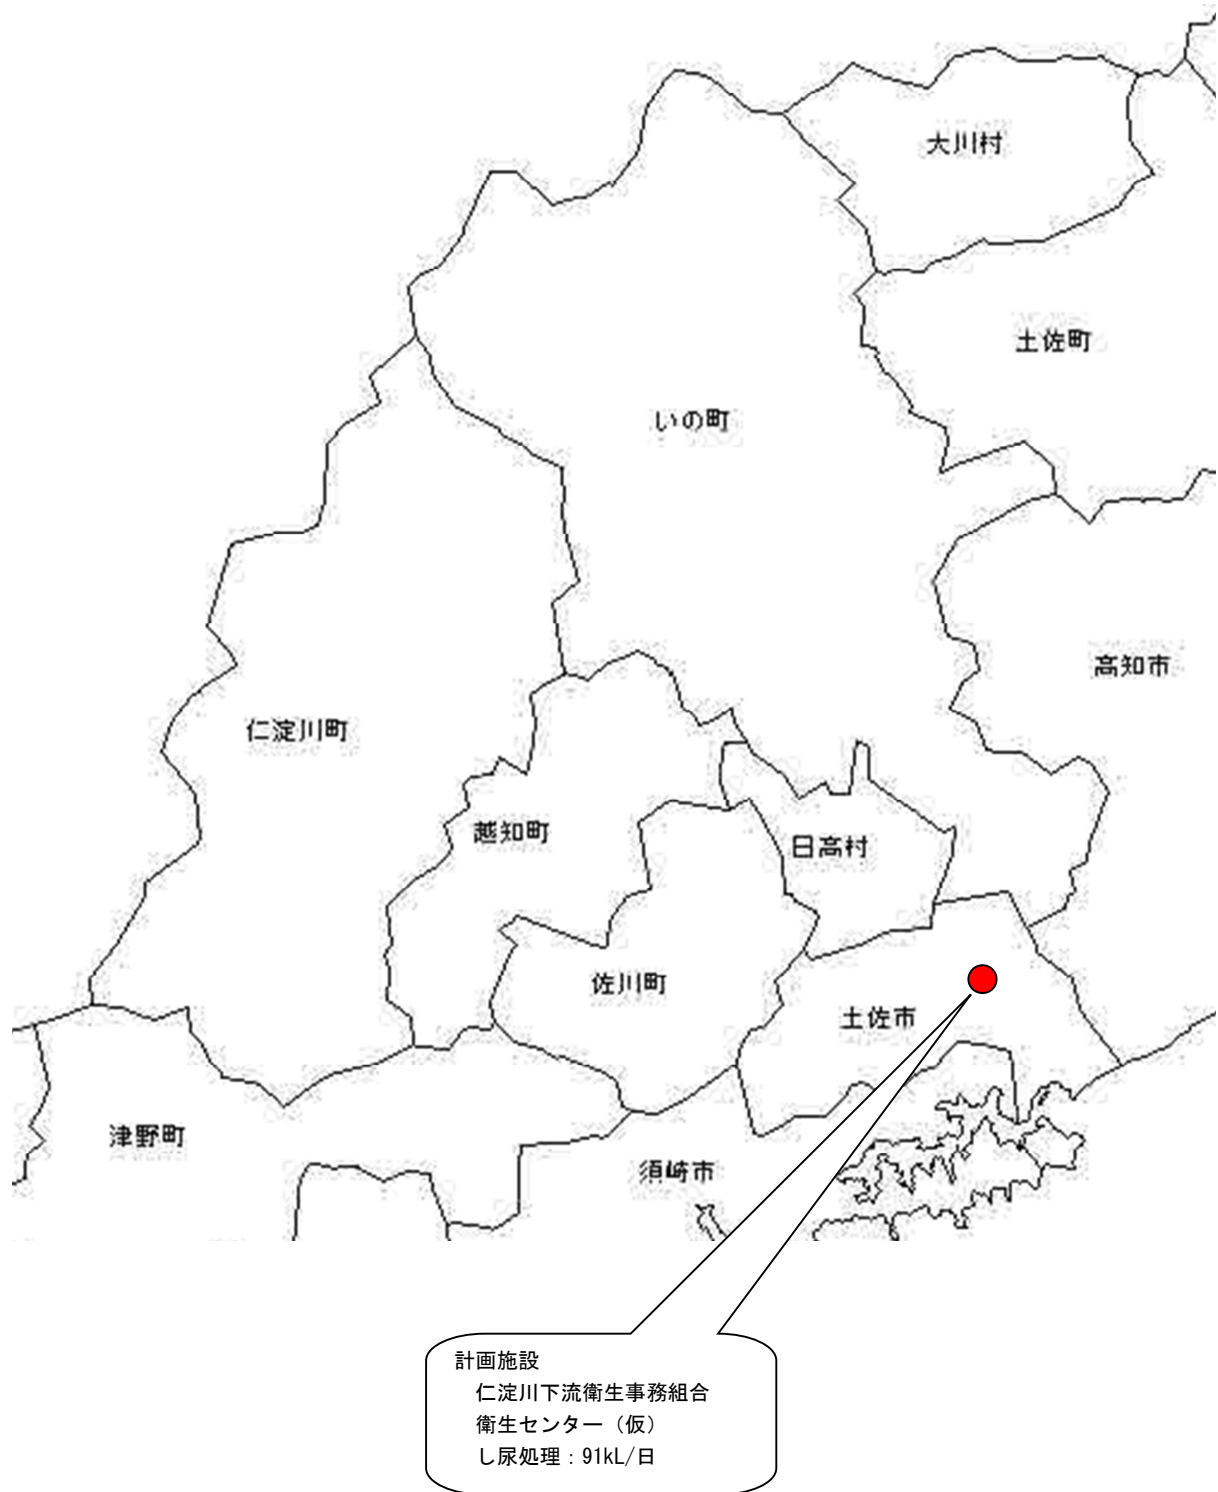 大川村
土佐町
いの町
高知市
仁淀川町
越知町
日高村
佐川町
土佐市
津野町
須崎市
計画施設
仁淀川下流衛生事務組合
衛生センター（仮）
し尿処理：91kL/日